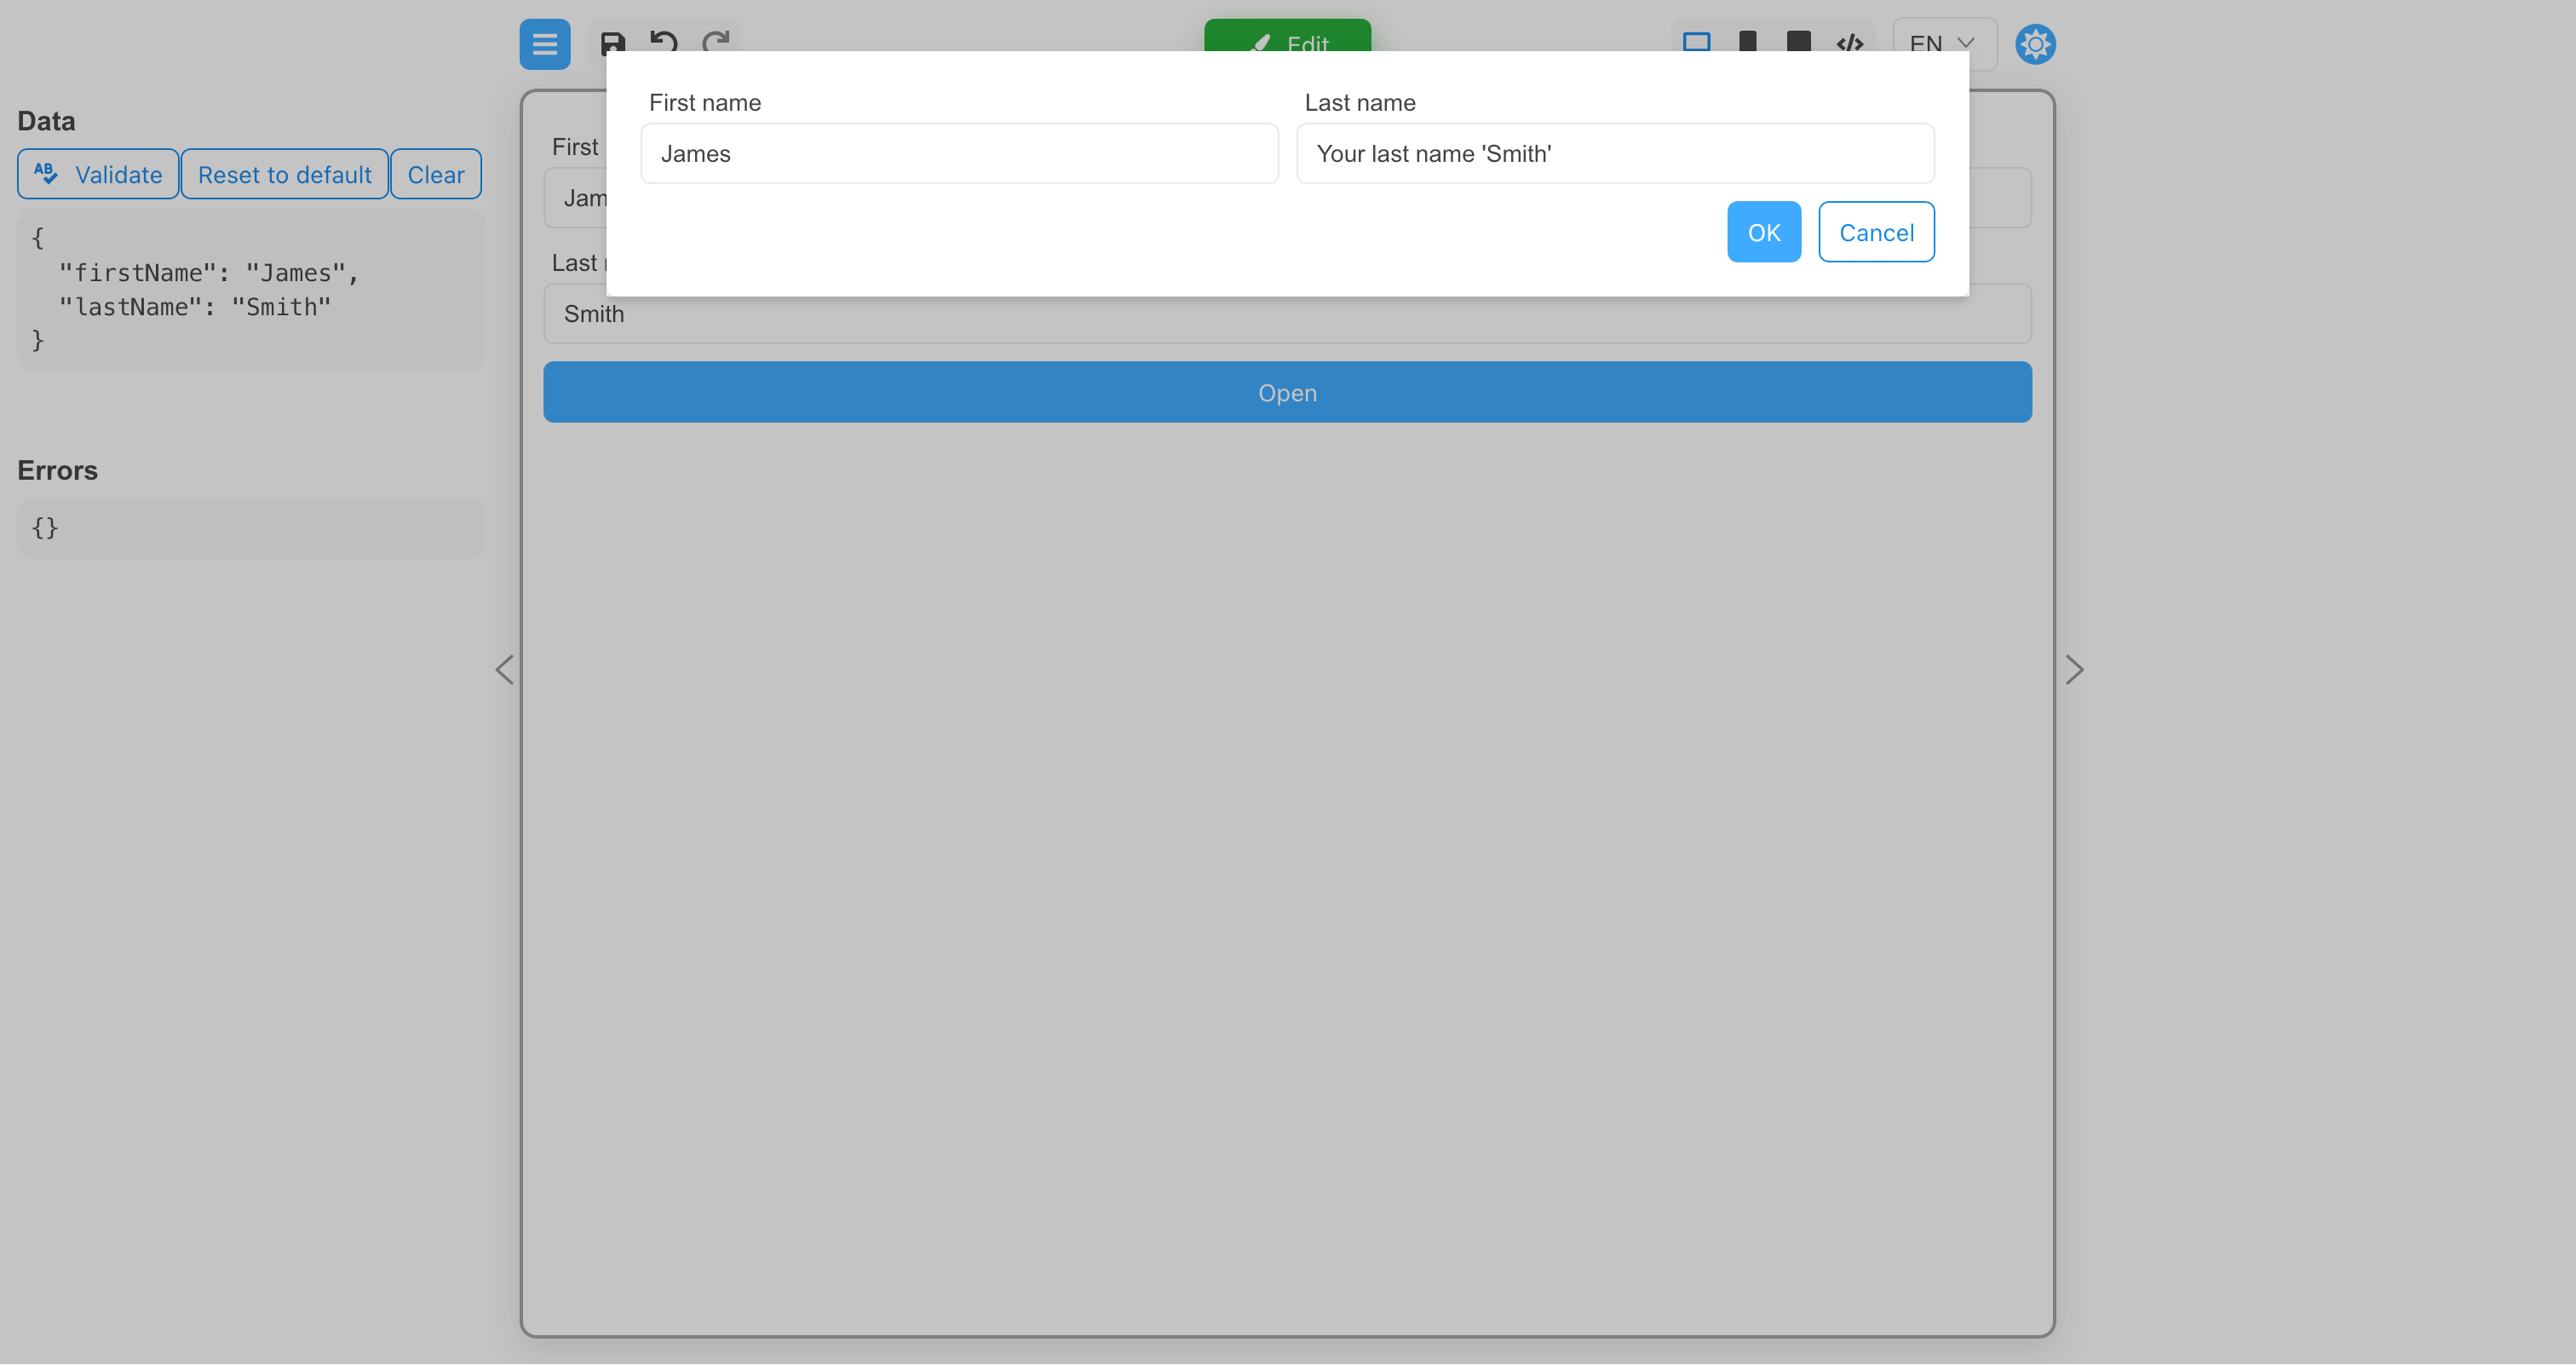 Edit
EN
First name
Last name
James
Your last name 'Smith'
OK
Cancel
Data
Validate
Reset to default
Clear
{
"firstName": "James",
"lastName": "Smith"
}
Errors
{}
First
Jam
Last
Smith
Open